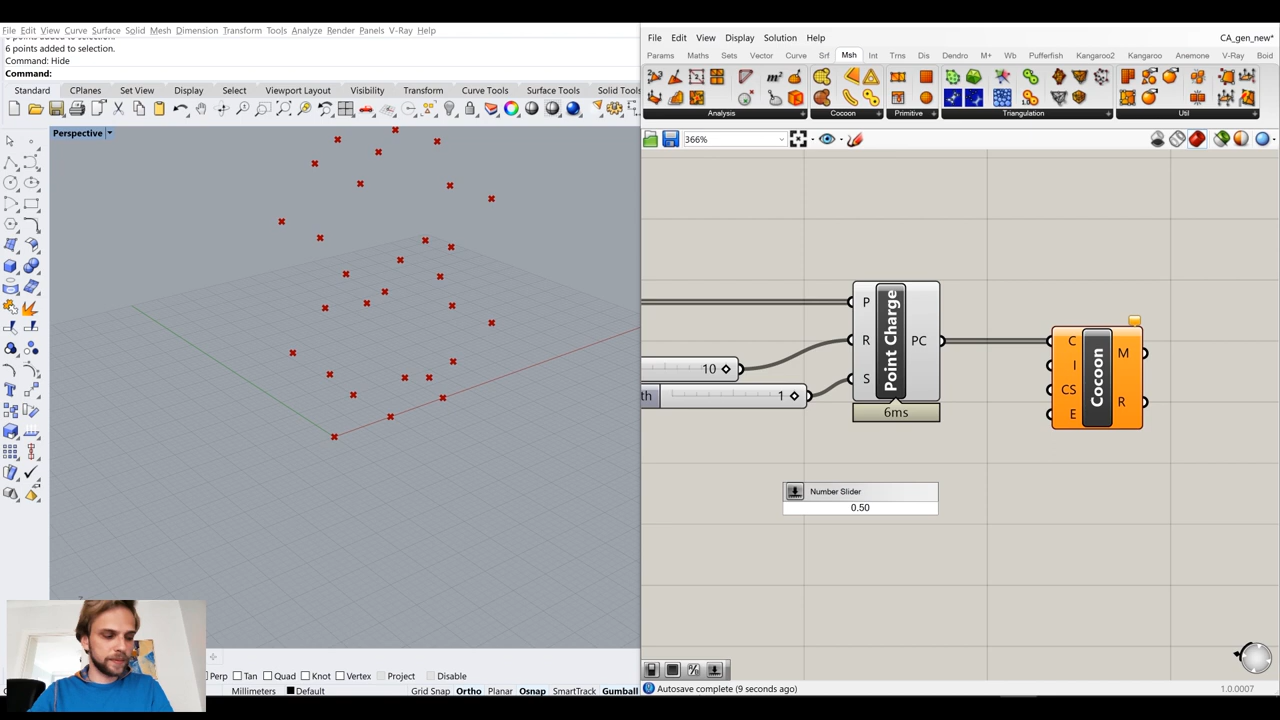 File Edit View Curve Surface Solid Mesh Dimension Transform Tools Analyze Render Panels V-Ray Help
6 points added to selection.
Command: Hide
Command:
Standard CPlanes Set View Display Select Viewport Layout Visibility Transform Curve Tools Surface Tools Solid Tools
Perspective
Perp Tan Quad Knot Vertex Project Disable
Millimeters Default Grid Snap Ortho Planar Osnap SmartTrack Gumball
File Edit View Display Solution Help CA_gen_new*
Params Maths Sets Vector Curve Srf Msh Int Trns Dis Dendro M+ Wb Pufferfish Kangaroo2 Kangaroo Anemone V-Ray Boid
Analysis Cocoon Primitive Triangulation Util
366%
P
R
S
Point Charge
PC
6ms
10
th 1
C
I
CS
E
Cocoon
M
R
Number Slider
0.50
Autosave complete (9 seconds ago) 1.0.0007